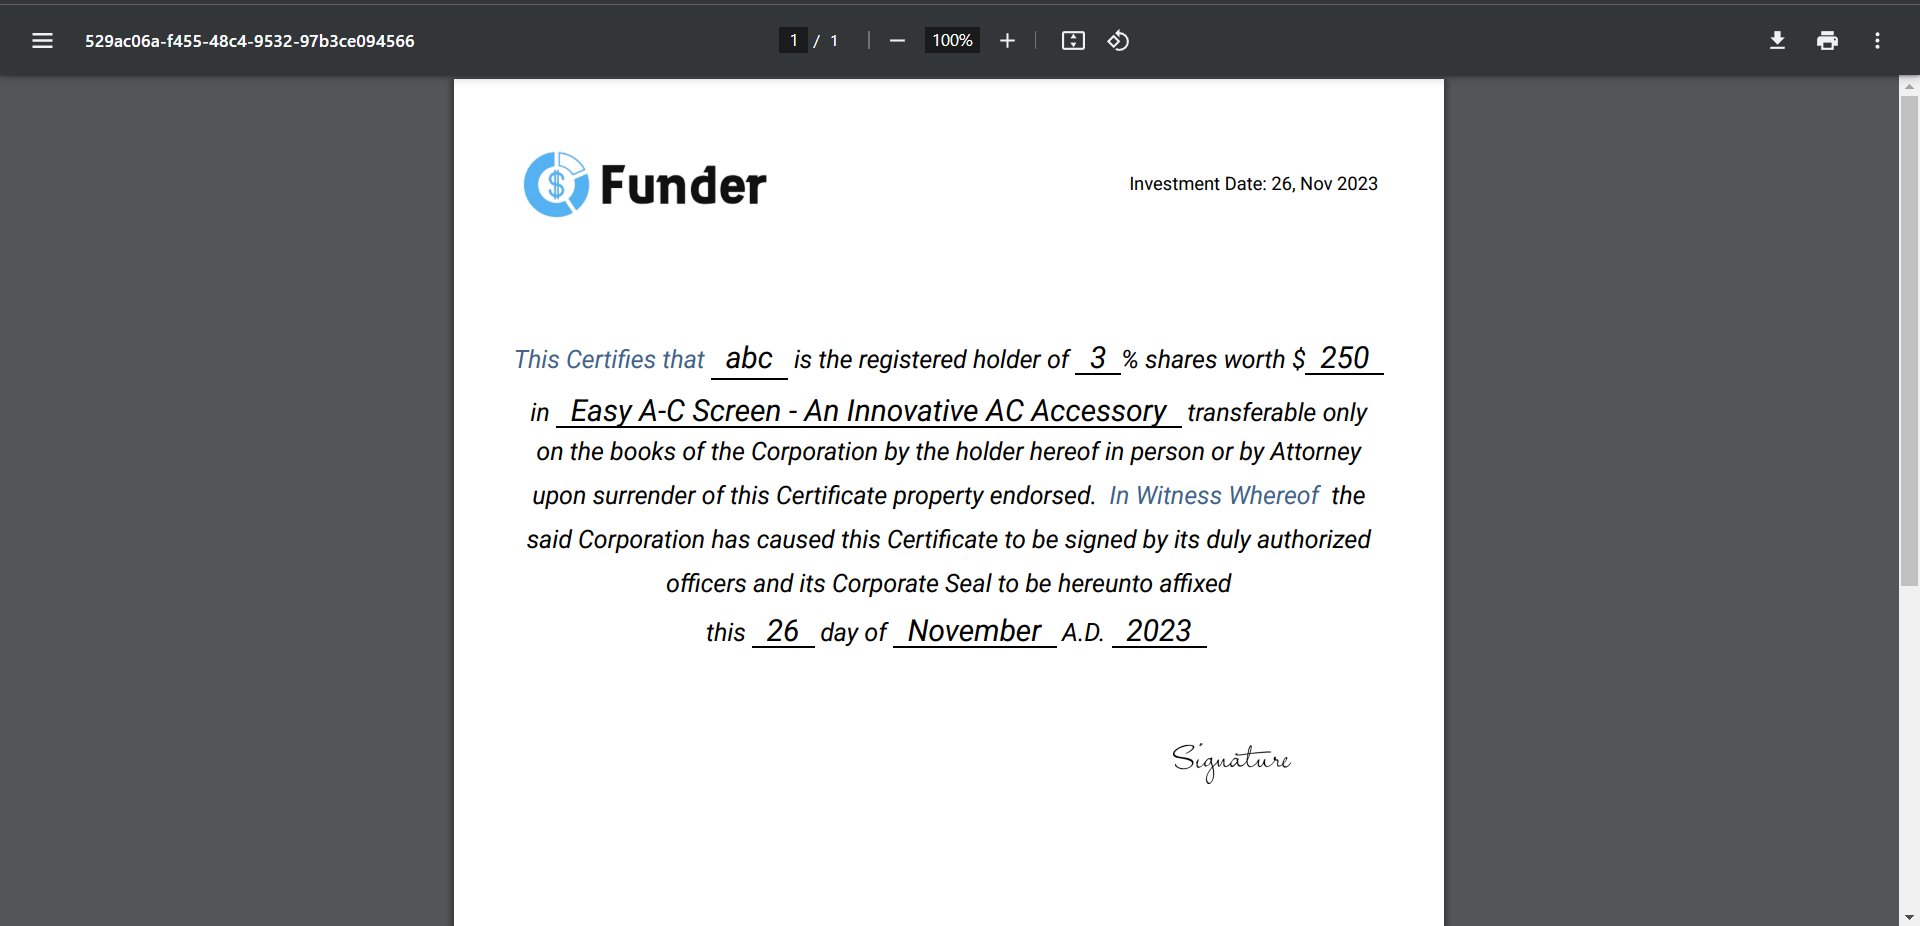 529ac06a-f455-48c4-9532-97b3ce094566 1 / 1 100%
$ Funder Investment Date: 26, Nov 2023
This Certifies that abc is the registered holder of 3 % shares worth $ 250
in Easy A-C Screen - An Innovative AC Accessory transferable only
on the books of the Corporation by the holder hereof in person or by Attorney
upon surrender of this Certificate property endorsed. In Witness Whereof the
said Corporation has caused this Certificate to be signed by its duly authorized
officers and its Corporate Seal to be hereunto affixed
this 26 day of November A.D. 2023
Signature